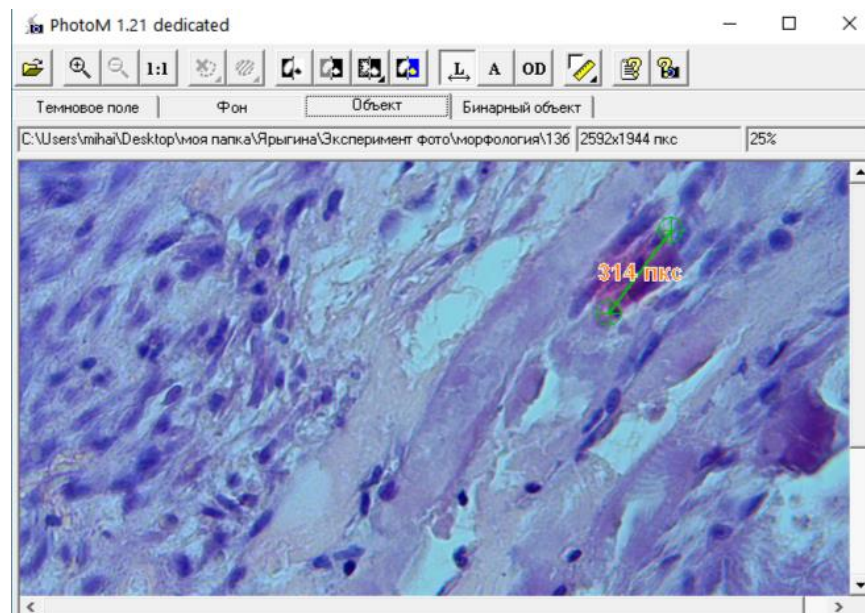 PhotoM 1.21 dedicated
1:1 L A OD
Темновое поле Фон Объект Бинарный объект
C:\Users\mihai\Desktop\моя папка\Ярыгина\Эксперимент фото\морфология\13б 2592x1944 пкс 25%
314 пкс